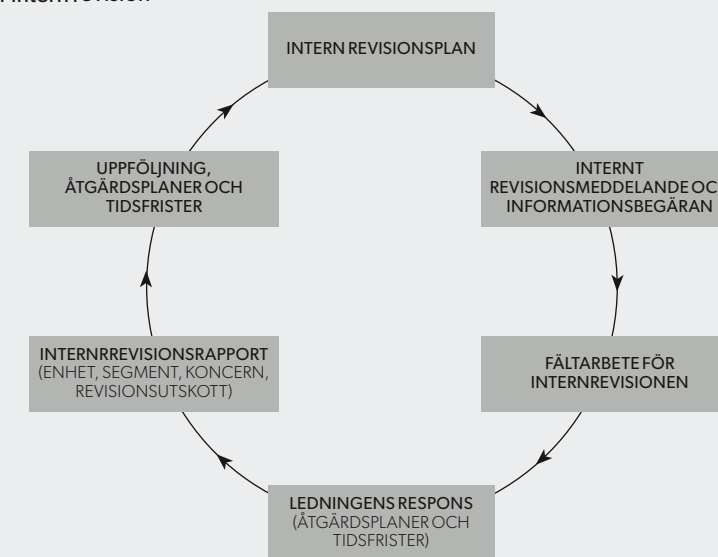 INTERN REVISIONSPLAN
INTERNT
REVISIONSMEDDELANDE OC
INFORMATIONSBEGÄRAN
FÄLTARBETE FÖR
INTERNREVISIONEN
LEDNINGENS RESPONS
(ÅTGÄRDSPLANER OCH
TIDSFRISTER)
INTERNRREVISIONSRAPPORT
(ENHET, SEGMENT, KONCERN,
REVISIONSUTSKOTT)
UPPFÖLJNING,
ÅTGÄRDSPLANER OCH
TIDSFRISTER